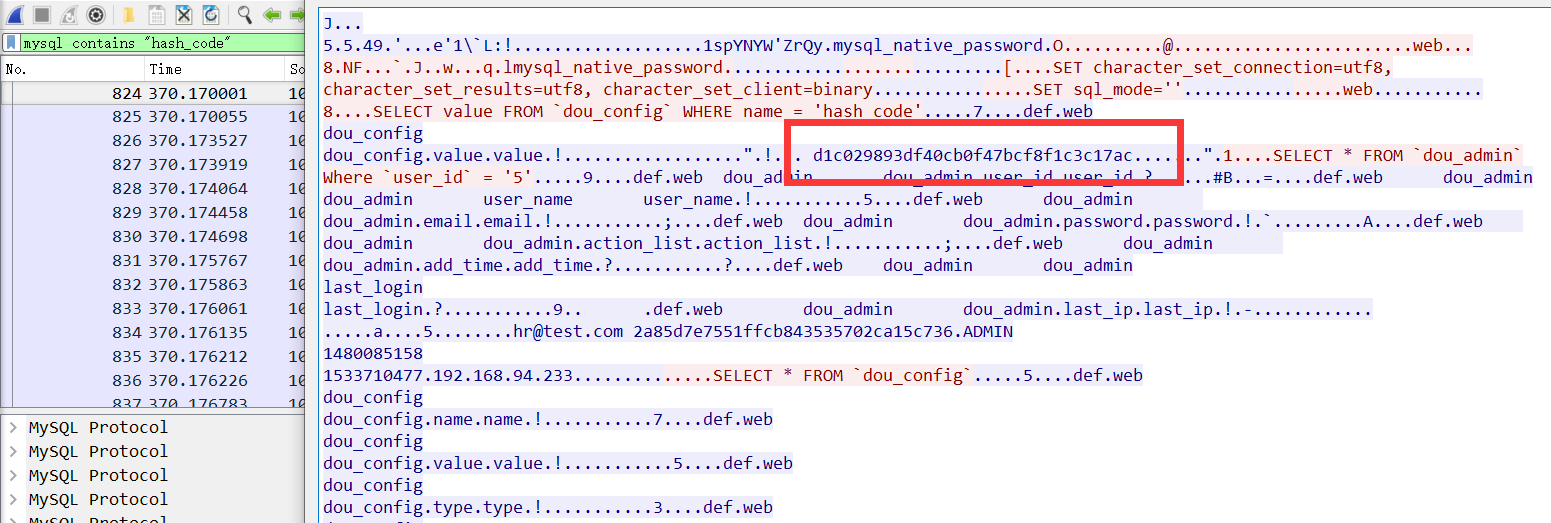 mysql contains "hash_code"
No. Time So
824 370.170001 10
825 370.170055 10
826 370.173527 10
827 370.173919 10
828 370.174064 10
829 370.174458 10
830 370.174698 10
831 370.175767 10
832 370.175863 10
833 370.176061 10
834 370.176135 10
835 370.176212 10
836 370.176226 10
837 370.176783 10
MySQL Protocol
MySQL Protocol
MySQL Protocol
MySQL Protocol
MySQL Protocol
J...
5.5.49.'...e'1\`L:!...................1spYNYW'ZrQy.mysql_native_password.O..........@........................web...
8.NF...`.J..w...q.lmysql_native_password............................[....SET character_set_connection=utf8,
character_set_results=utf8, character_set_client=binary................SET sql_mode=''................web...........
8....SELECT value FROM `dou_config` WHERE name = 'hash_code'.....7....def.web
dou_config
dou_config.value.value.!..................".!... d1c029893df40cb0f47bcf8f1c3c17ac.......".1....SELECT * FROM `dou_admin`
Where `user_id` = '5'.....9....def.web dou_admin dou_admin.user_id.user_id.?......#B...=....def.web dou_admin
dou_admin user_name user_name.!...........5....def.web dou_admin
dou_admin.email.email.!...........;....def.web dou_admin dou_admin.password.password.!.`.........A....def.web
dou_admin dou_admin.action_list.action_list.!...........;....def.web dou_admin
dou_admin.add_time.add_time.?...........?....def.web dou_admin dou_admin
last_login
last_login.?...........9.. .def.web dou_admin dou_admin.last_ip.last_ip.!.-............
.....a....5........hr@test.com 2a85d7e7551ffcb843535702ca15c736.ADMIN
1480085158
1533710477.192.168.94.233..............SELECT * FROM `dou_config`.....5....def.web
dou_config
dou_config.name.name.!...........7....def.web
dou_config
dou_config.value.value.!...........5....def.web
dou_config
dou_config.type.type.!...........3....def.web